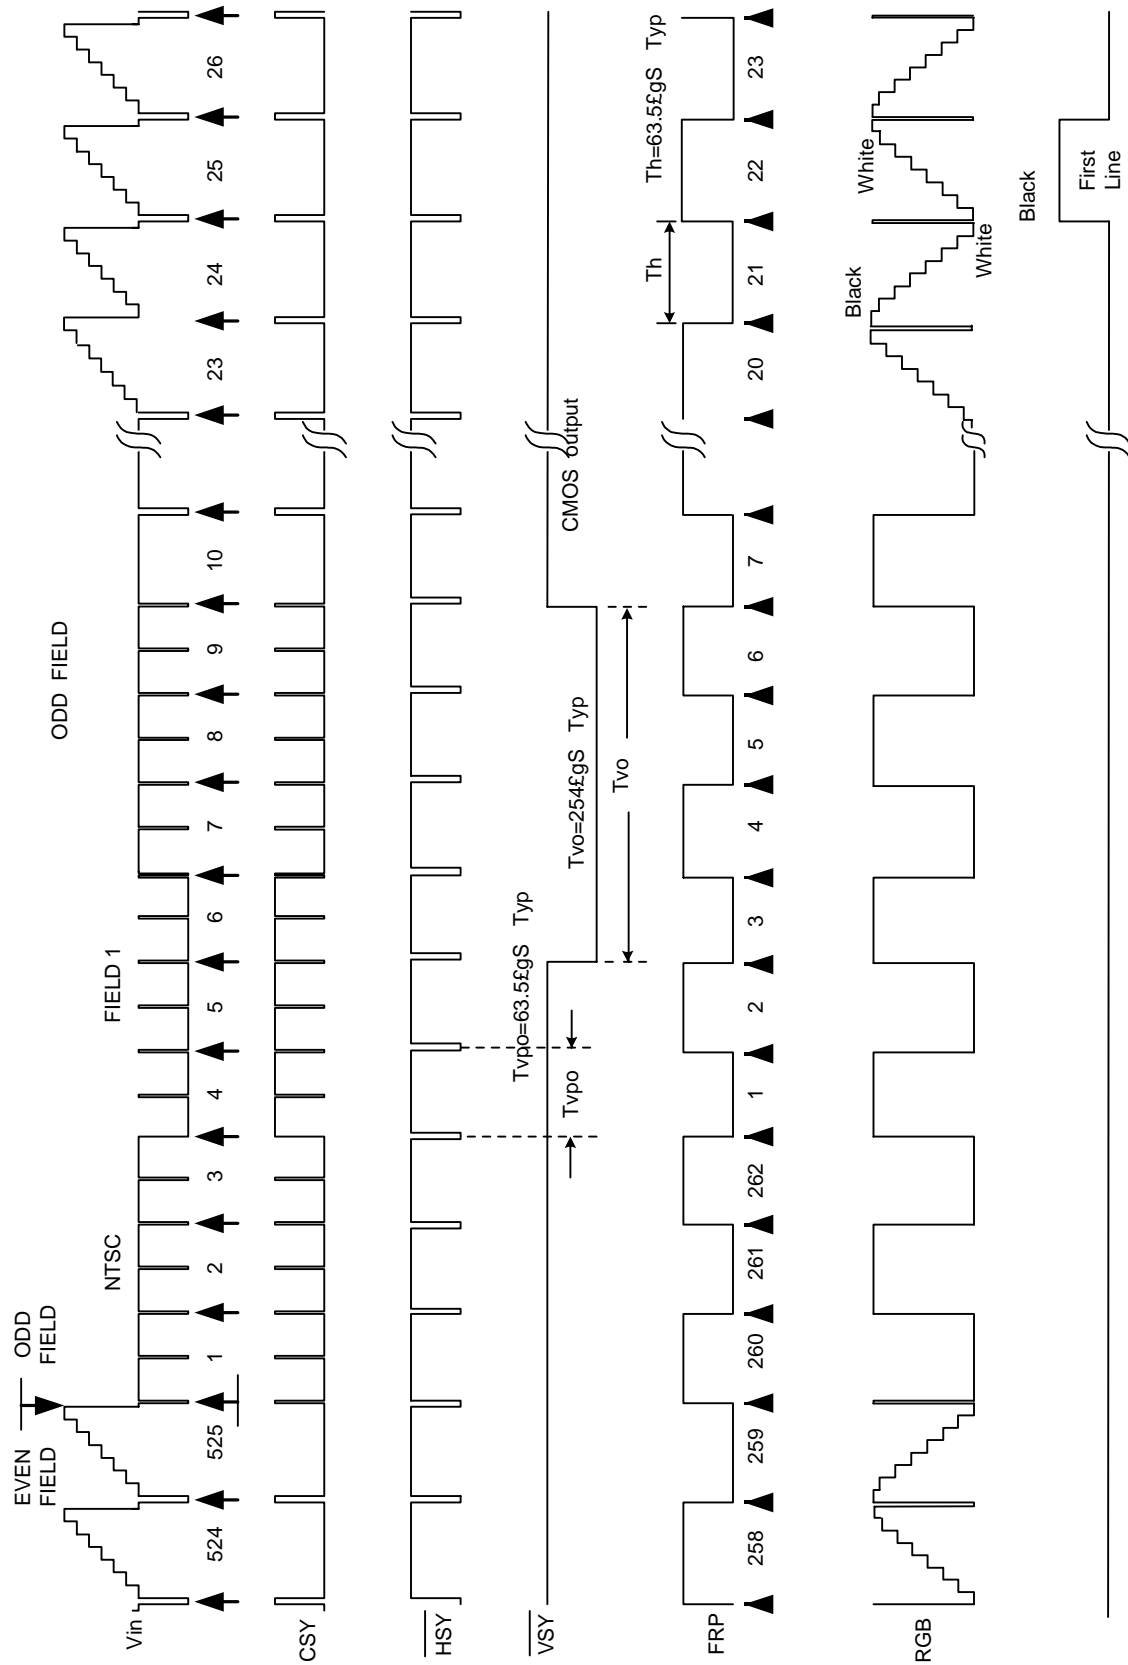 EVEN
FIELD
ODD
FIELD
NTSC
FIELD 1
ODD FIELD
Vin
524
525
1
2
3
4
5
6
7
8
9
10
23
24
25
26
CSY
HSY
VSY
Tvpo=63.5£gS Typ
Tvpo
Tvo=254£gS Typ
Tvo
CMOS output
Th=63.5£gS Typ
Th
FRP
258
259
260
261
262
1
2
3
4
5
6
7
20
21
22
23
RGB
Black
White
White
Black
First
Line